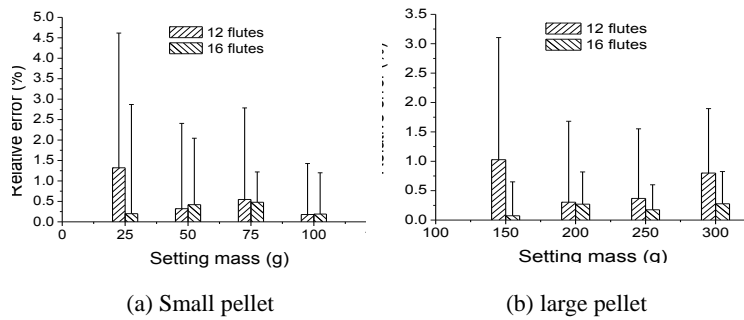 5.0
4.5
4.0
3.5
3.0
2.5
2.0
1.5
1.0
0.5
0.0
Relative error (%)
12 flutes
16 flutes
0 25 50 75 100
Setting mass (g)
(a) Small pellet
3.5
3.0
2.5
2.0
1.5
1.0
0.5
0.0
12 flutes
16 flutes
100 150 200 250 300
Setting mass (g)
(b) large pellet